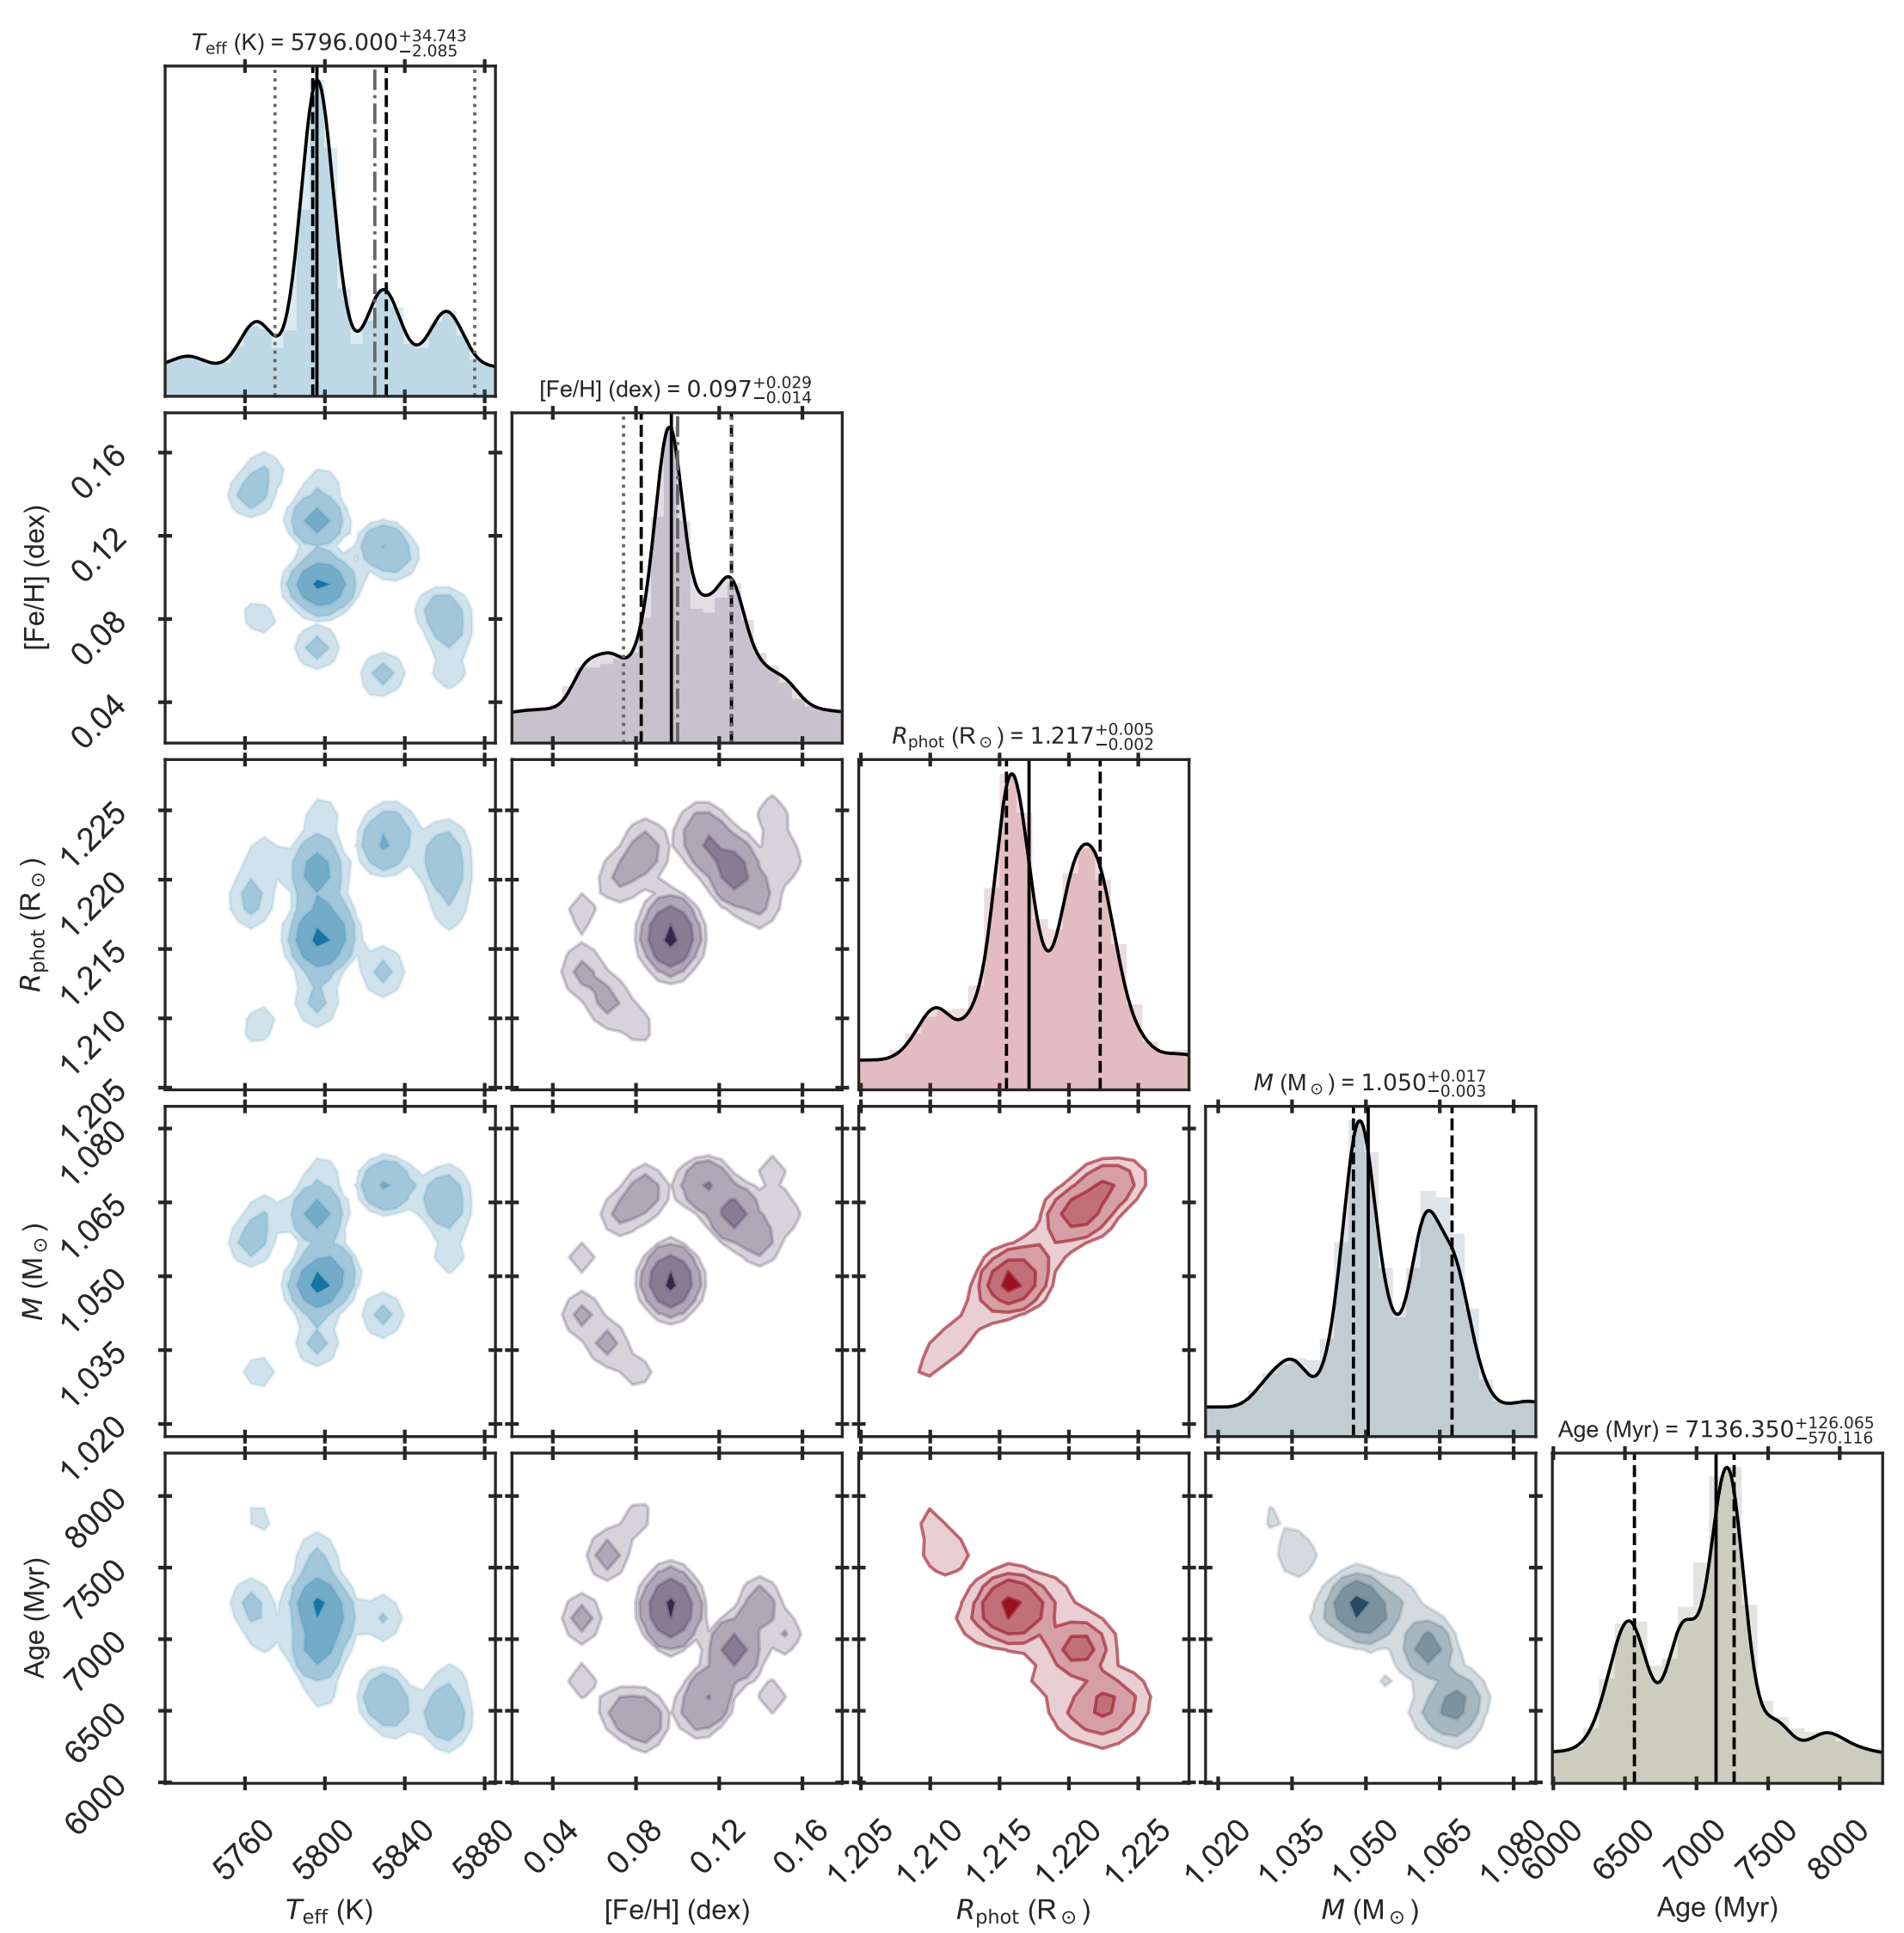 T_eff (K) = 5796.000 +34.743 −2.085
[Fe/H] (dex) = 0.097 +0.029 −0.014
0.16
0.12
0.08
0.04
[Fe/H] (dex)
R_phot (R⊙) = 1.217 +0.005 −0.002
1.225
1.220
1.215
1.210
1.205
R_phot (R⊙)
M (M⊙) = 1.050 +0.017 −0.003
1.080
1.065
1.050
1.035
1.020
M (M⊙)
Age (Myr) = 7136.350 +126.065 −570.116
8000
7500
7000
6500
6000
Age (Myr)
5760 5800 5840 5880 0.04 0.08 0.12 0.16 1.205 1.210 1.215 1.220 1.225 1.020 1.035 1.050 1.065 1.080 6000 6500 7000 7500 8000
T_eff (K) [Fe/H] (dex) R_phot (R⊙) M (M⊙) Age (Myr)